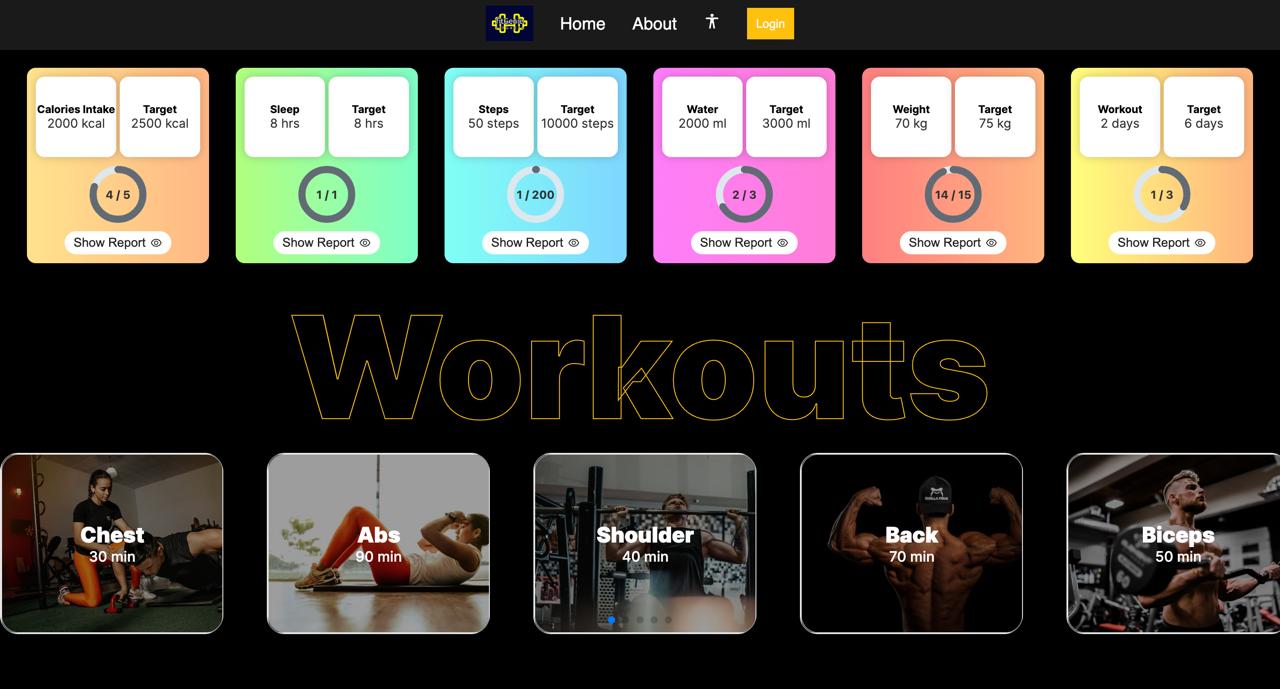 Home About Login
Calories Intake Target
2000 kcal 2500 kcal
4 / 5
Show Report
Sleep Target
8 hrs 8 hrs
1 / 1
Show Report
Steps Target
50 steps 10000 steps
1 / 200
Show Report
Water Target
2000 ml 3000 ml
2 / 3
Show Report
Weight Target
70 kg 75 kg
14 / 15
Show Report
Workout Target
2 days 6 days
1 / 3
Show Report
Workouts
Chest
30 min
Abs
90 min
Shoulder
40 min
Back
70 min
Biceps
50 min